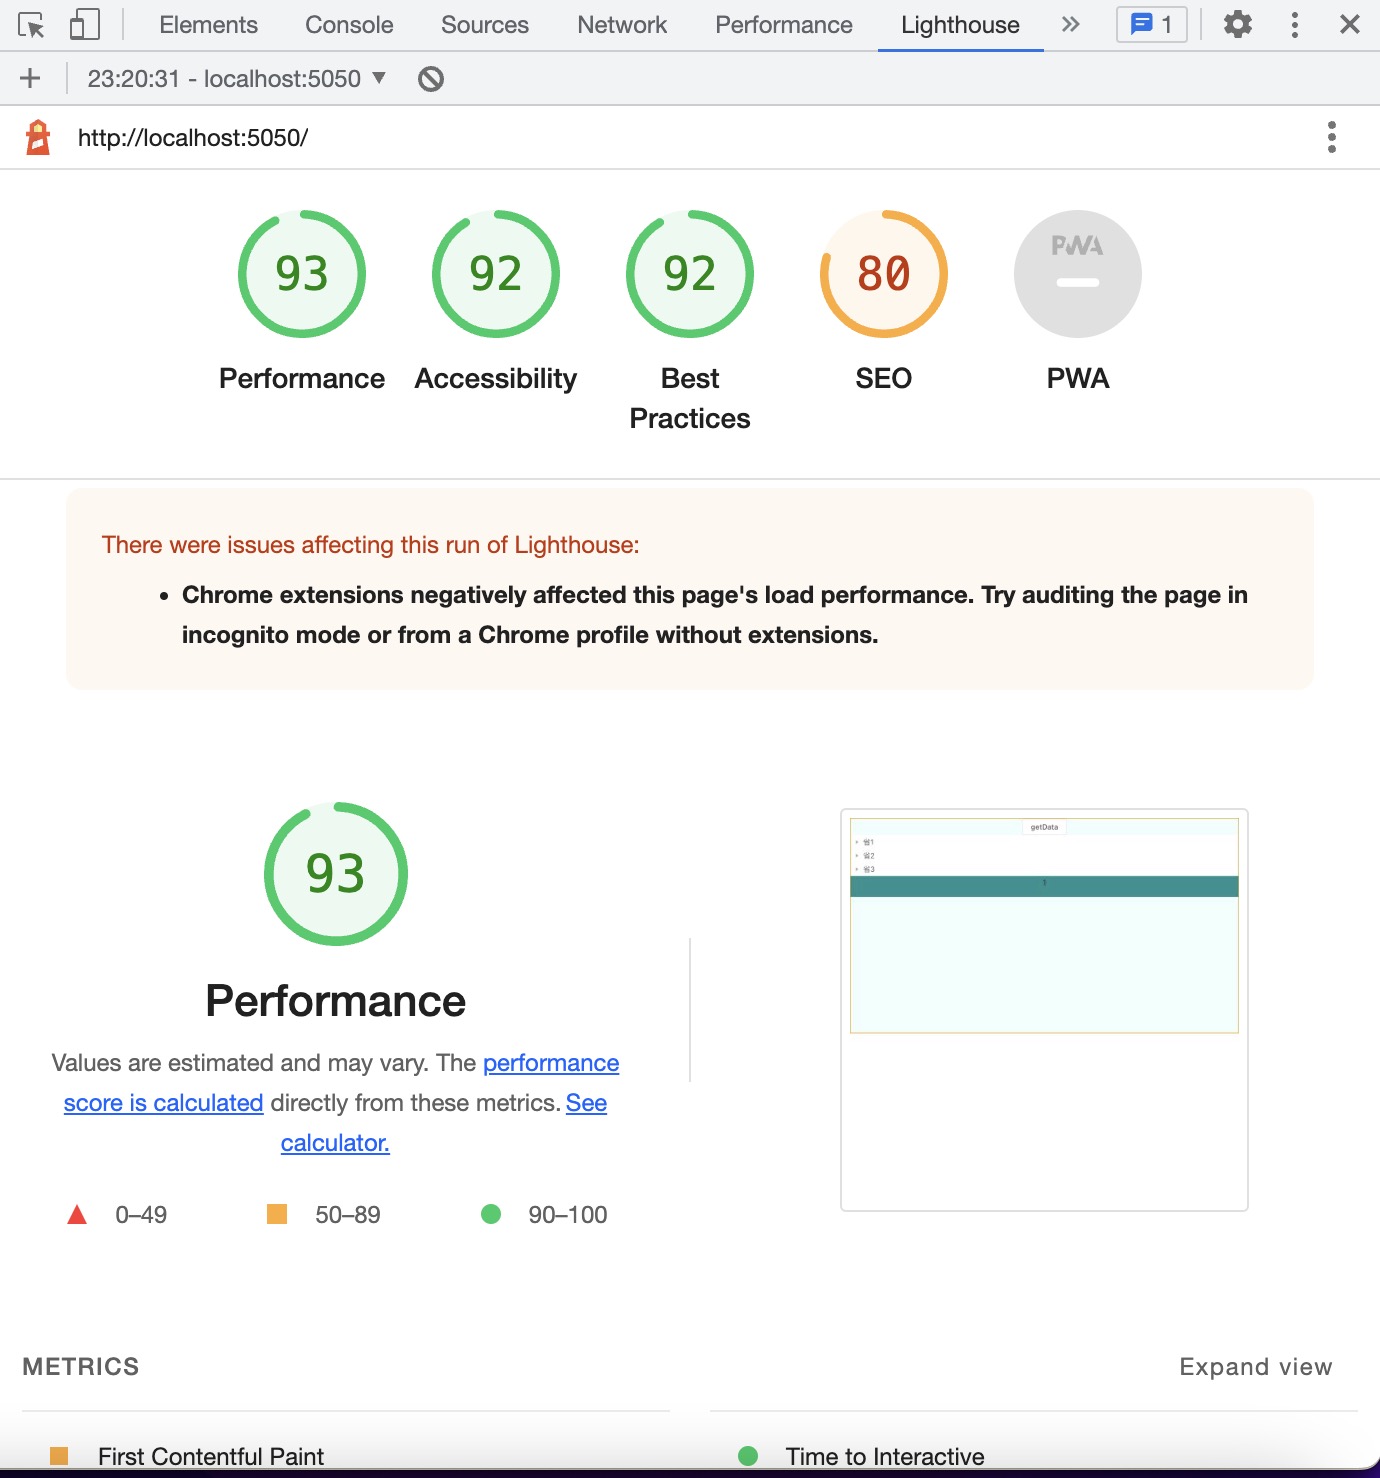 Elements Console Sources Network Performance Lighthouse 1
23:20:31 - localhost:5050
http://localhost:5050/
93 92 92 80 PWA
Performance Accessibility Best Practices SEO PWA
There were issues affecting this run of Lighthouse:
• Chrome extensions negatively affected this page's load performance. Try auditing the page in
incognito mode or from a Chrome profile without extensions.
93
Performance
Values are estimated and may vary. The performance
score is calculated directly from these metrics. See
calculator.
0–49 50–89 90–100
getData
1
METRICS Expand view
First Contentful Paint Time to Interactive